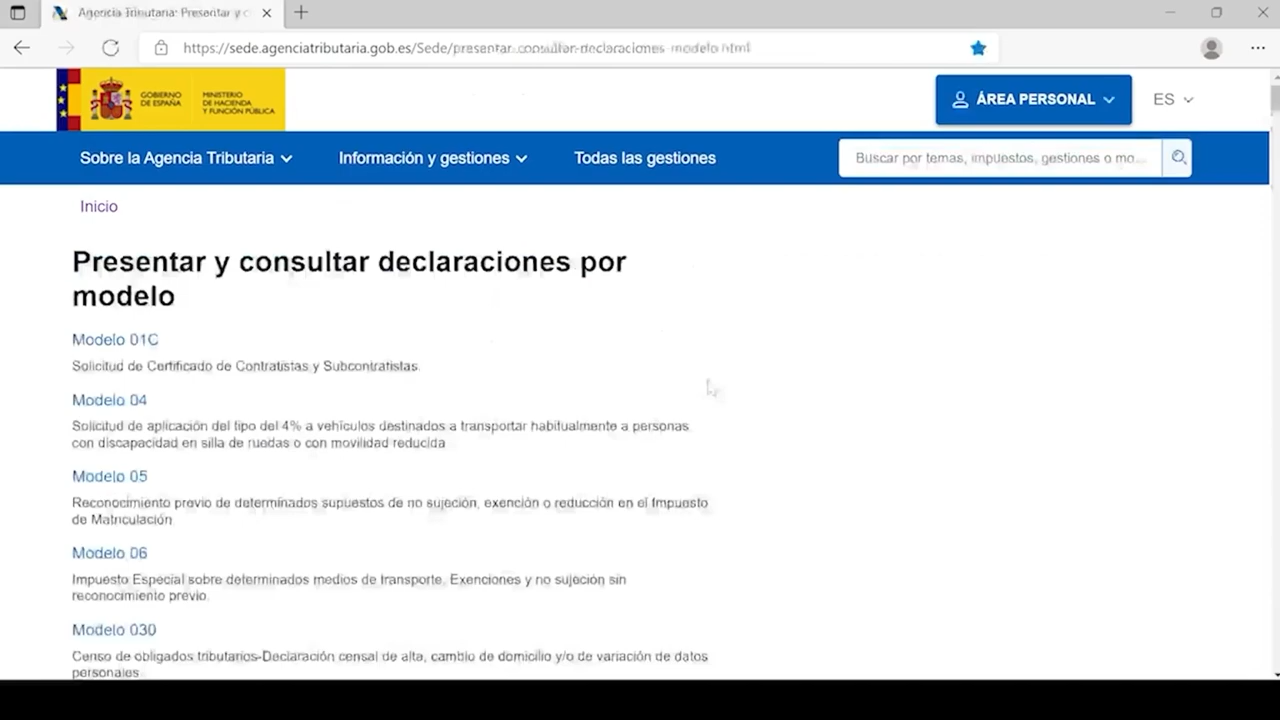 Agencia Tributaria: Presentar y c
https://sede.agenciatributaria.gob.es/Sede/presentar-consultar-declaraciones-modelo.html
GOBIERNO
DE ESPAÑA
MINISTERIO
DE HACIENDA
Y FUNCIÓN PÚBLICA
ÁREA PERSONAL
ES
Sobre la Agencia Tributaria
Información y gestiones
Todas las gestiones
Buscar por temas, impuestos, gestiones o mo...
Inicio
Presentar y consultar declaraciones por
modelo
Modelo 01C
Solicitud de Certificado de Contratistas y Subcontratistas.
Modelo 04
Solicitud de aplicación del tipo del 4% a vehículos destinados a transportar habitualmente a personas
con discapacidad en silla de ruedas o con movilidad reducida
Modelo 05
Reconocimiento previo de determinados supuestos de no sujeción, exención o reducción en el Impuesto
de Matriculación
Modelo 06
Impuesto Especial sobre determinados medios de transporte. Exenciones y no sujeción sin
reconocimiento previo.
Modelo 030
Censo de obligados tributarios-Declaración censal de alta, cambio de domicilio y/o de variación de datos
personales.